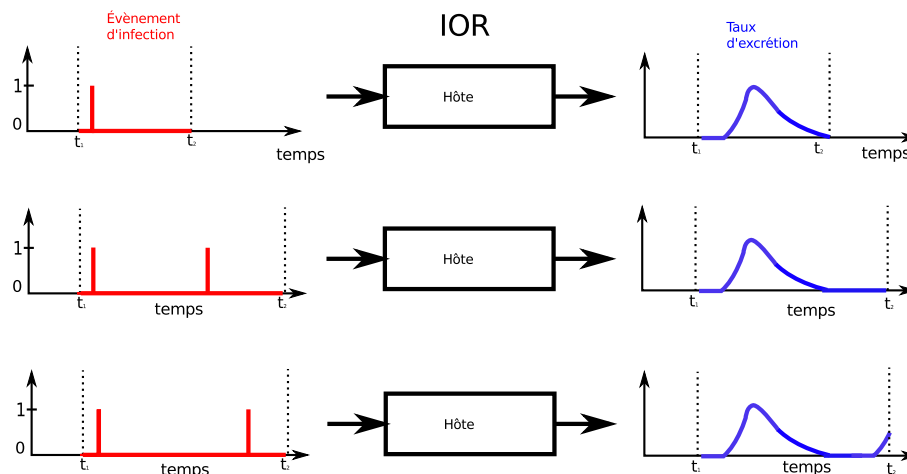 Évènement
d'infection
IOR
Taux
d'excrétion
1
0
t₁
t₂
temps
Hôte
t₁
t₂
temps
1
0
t₁
t₂
temps
Hôte
t₁
t₂
temps
1
0
t₁
t₂
temps
Hôte
t₁
t₂
temps